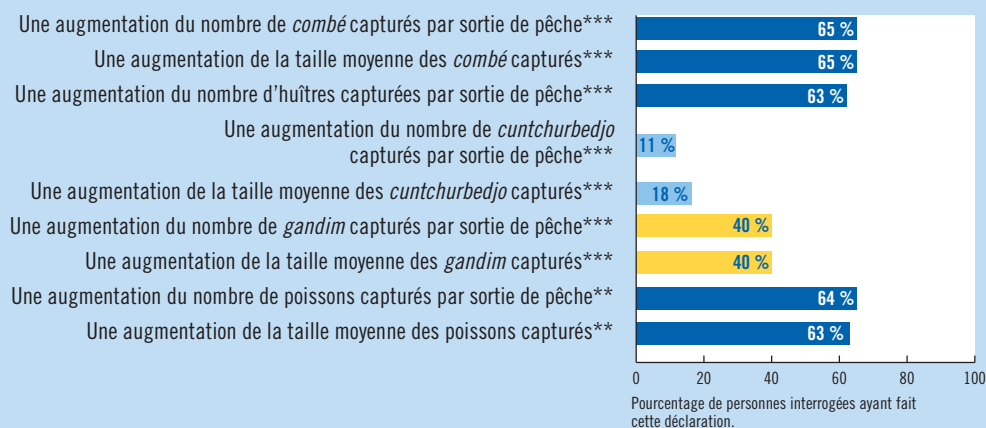 Une augmentation du nombre de combé capturés par sortie de pêche*** 65 %
Une augmentation de la taille moyenne des combé capturés*** 65 %
Une augmentation du nombre d’huîtres capturées par sortie de pêche*** 63 %
Une augmentation du nombre de cuntchurbedjo
capturés par sortie de pêche*** 11 %
Une augmentation de la taille moyenne des cuntchurbedjo capturés*** 18 %
Une augmentation du nombre de gandim capturés par sortie de pêche*** 40 %
Une augmentation de la taille moyenne des gandim capturés*** 40 %
Une augmentation du nombre de poissons capturés par sortie de pêche** 64 %
Une augmentation de la taille moyenne des poissons capturés** 63 %
0 20 40 60 80 100
Pourcentage de personnes interrogées ayant fait
cette déclaration.